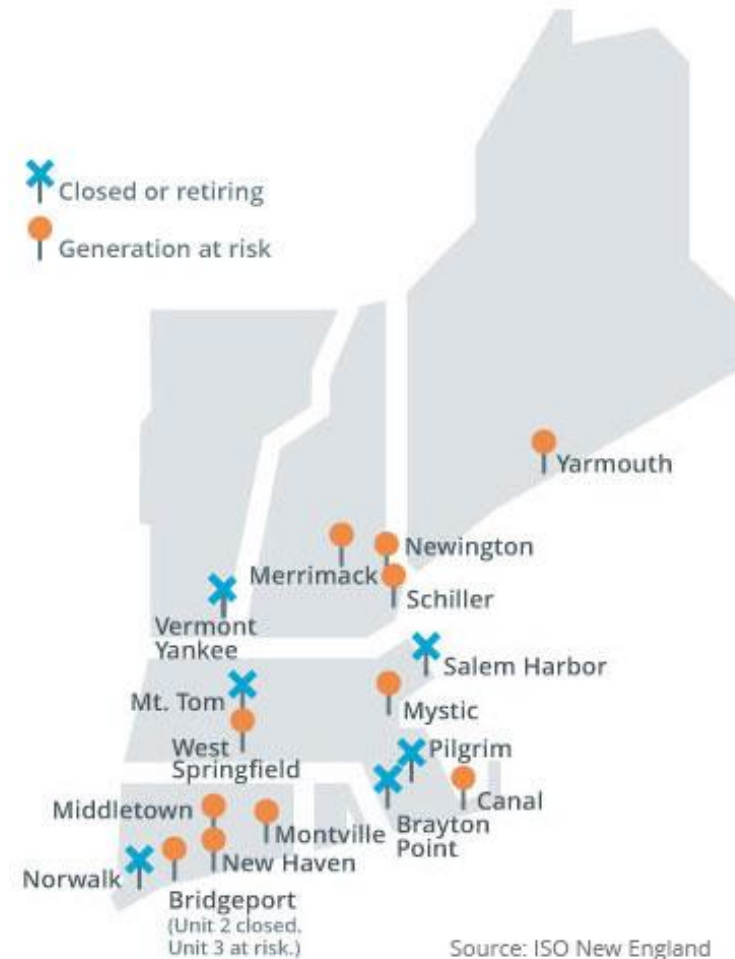 Closed or retiring
Generation at risk
Yarmouth
Newington
Merrimack
Schiller
Vermont
Yankee
Salem Harbor
Mt. Tom
Mystic
West
Springfield
Pilgrim
Canal
Brayton
Point
Middletown
Montville
New Haven
Norwalk
Bridgeport
(Unit 2 closed.
Unit 3 at risk.)
Source: ISO New England